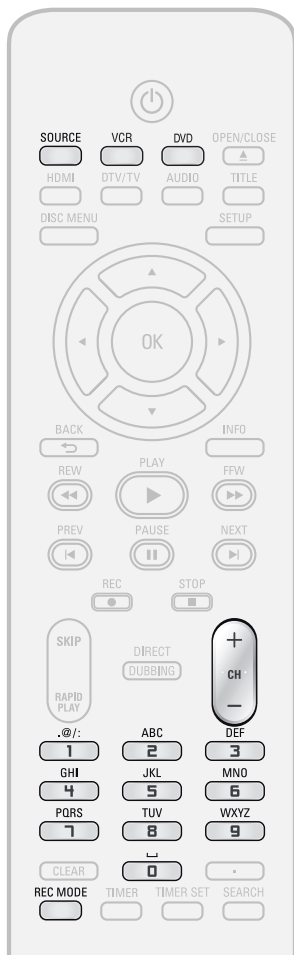 SOURCE VCR DVD OPEN/CLOSE
HDMI DTV/TV AUDIO TITLE
DISC MENU SETUP
OK
BACK INFO
REW PLAY FFW
PREV PAUSE NEXT
REC STOP
SKIP DIRECT +
DUBBING CH
RAPID
PLAY –
.@/: ABC DEF
1 2 3
GHI JKL MNO
4 5 6
PQRS TUV WXYZ
7 8 9
␣
CLEAR 0 .
REC MODE TIMER TIMER SET SEARCH